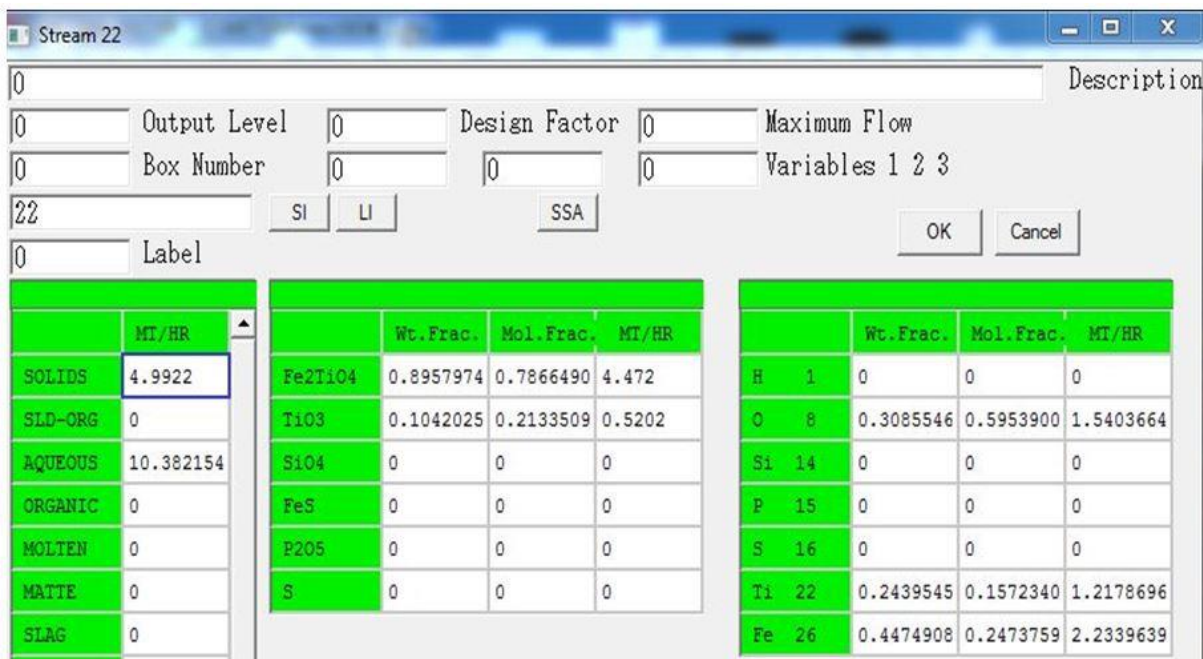 Stream 22
0 Description
0 Output Level 0 Design Factor 0 Maximum Flow
0 Box Number 0 0 0 Variables 1 2 3
22 SI LI SSA OK Cancel
0 Label
MT/HR
SOLIDS 4.9922
SLD-ORG 0
AQUEOUS 10.382154
ORGANIC 0
MOLTEN 0
MATTE 0
SLAG 0
Wt.Frac. Mol.Frac. MT/HR
Fe2TiO4 0.8957974 0.7866490 4.472
TiO3 0.1042025 0.2133509 0.5202
SiO4 0 0 0
FeS 0 0 0
P2O5 0 0 0
S 0 0 0
Wt.Frac. Mol.Frac. MT/HR
H 1 0 0 0
O 8 0.3085546 0.5953900 1.5403664
Si 14 0 0 0
P 15 0 0 0
S 16 0 0 0
Ti 22 0.2439545 0.1572340 1.2178696
Fe 26 0.4474908 0.2473759 2.2339639